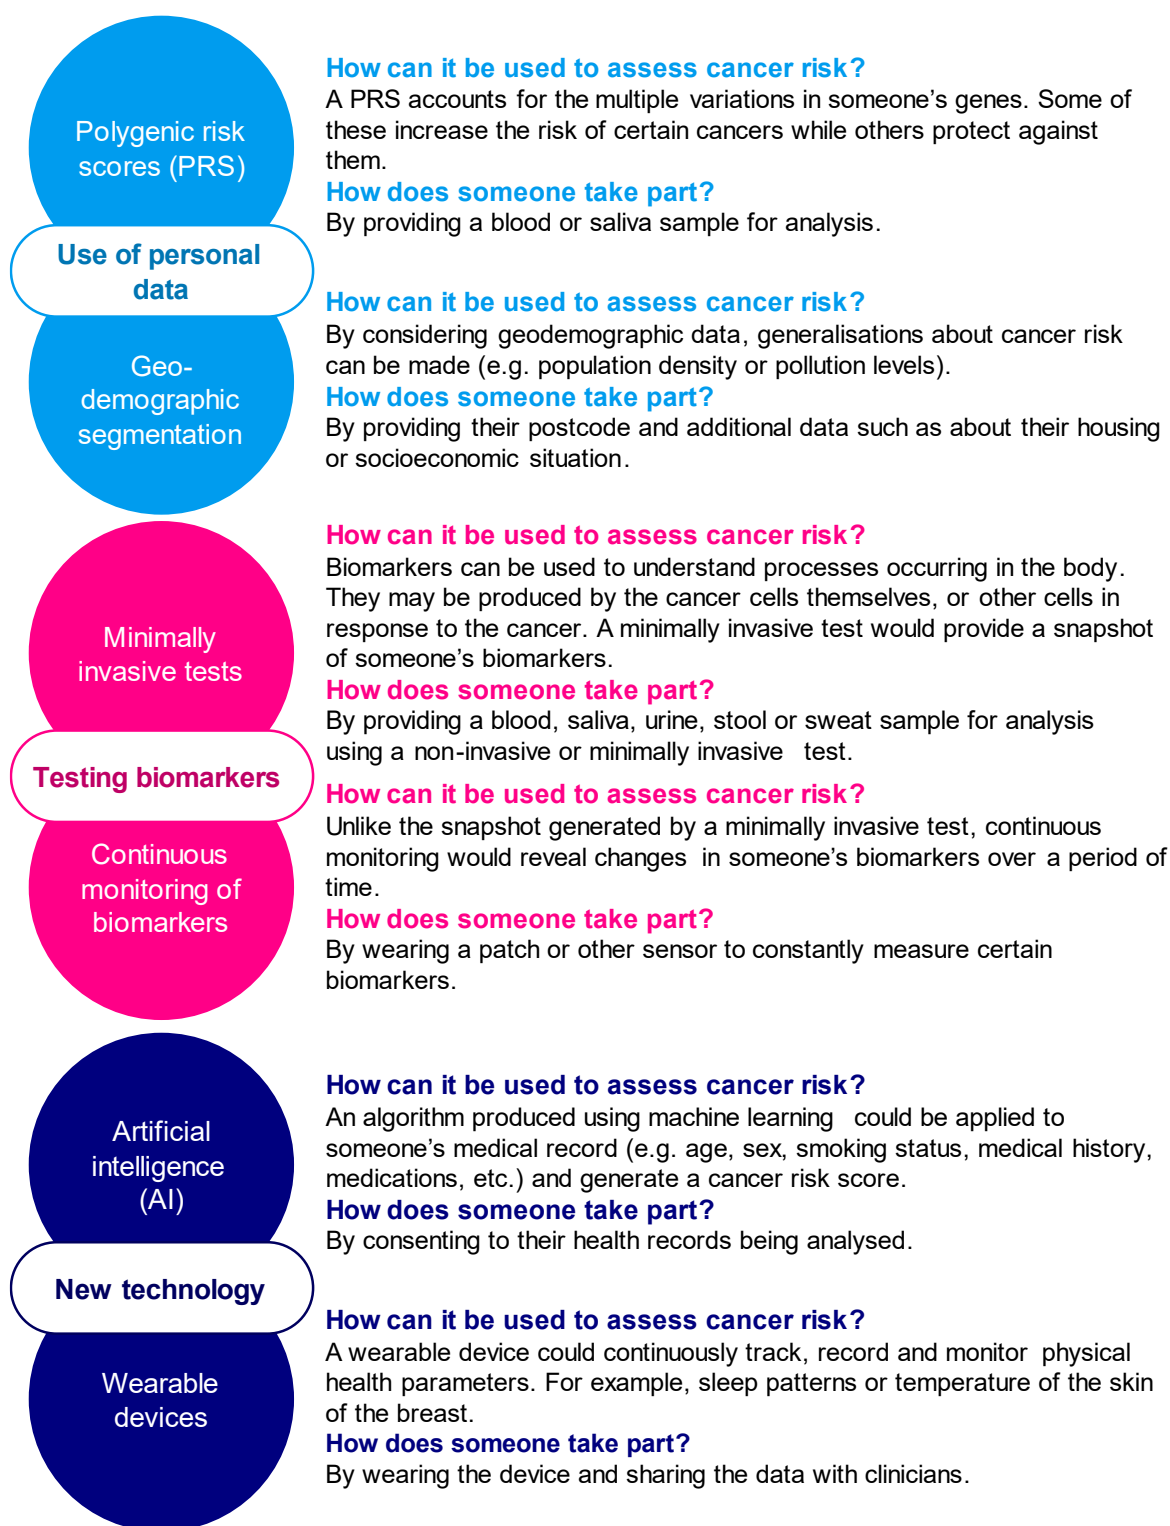 Polygenic risk
scores (PRS)
How can it be used to assess cancer risk?
A PRS accounts for the multiple variations in someone's genes. Some of
these increase the risk of certain cancers while others protect against
them.
How does someone take part?
By providing a blood or saliva sample for analysis.
Use of personal
data
Geo-
demographic
segmentation
How can it be used to assess cancer risk?
By considering geodemographic data, generalisations about cancer risk
can be made (e.g. population density or pollution levels).
How does someone take part?
By providing their postcode and additional data such as about their housing
or socioeconomic situation.
Minimally
invasive tests
How can it be used to assess cancer risk?
Biomarkers can be used to understand processes occurring in the body.
They may be produced by the cancer cells themselves, or other cells in
response to the cancer. A minimally invasive test would provide a snapshot
of someone's biomarkers.
How does someone take part?
By providing a blood, saliva, urine, stool or sweat sample for analysis
using a non-invasive or minimally invasive test.
Testing biomarkers
Continuous
monitoring of
biomarkers
How can it be used to assess cancer risk?
Unlike the snapshot generated by a minimally invasive test, continuous
monitoring would reveal changes in someone's biomarkers over a period of
time.
How does someone take part?
By wearing a patch or other sensor to constantly measure certain
biomarkers.
Artificial
intelligence
(AI)
How can it be used to assess cancer risk?
An algorithm produced using machine learning could be applied to
someone's medical record (e.g. age, sex, smoking status, medical history,
medications, etc.) and generate a cancer risk score.
How does someone take part?
By consenting to their health records being analysed.
New technology
Wearable
devices
How can it be used to assess cancer risk?
A wearable device could continuously track, record and monitor physical
health parameters. For example, sleep patterns or temperature of the skin
of the breast.
How does someone take part?
By wearing the device and sharing the data with clinicians.